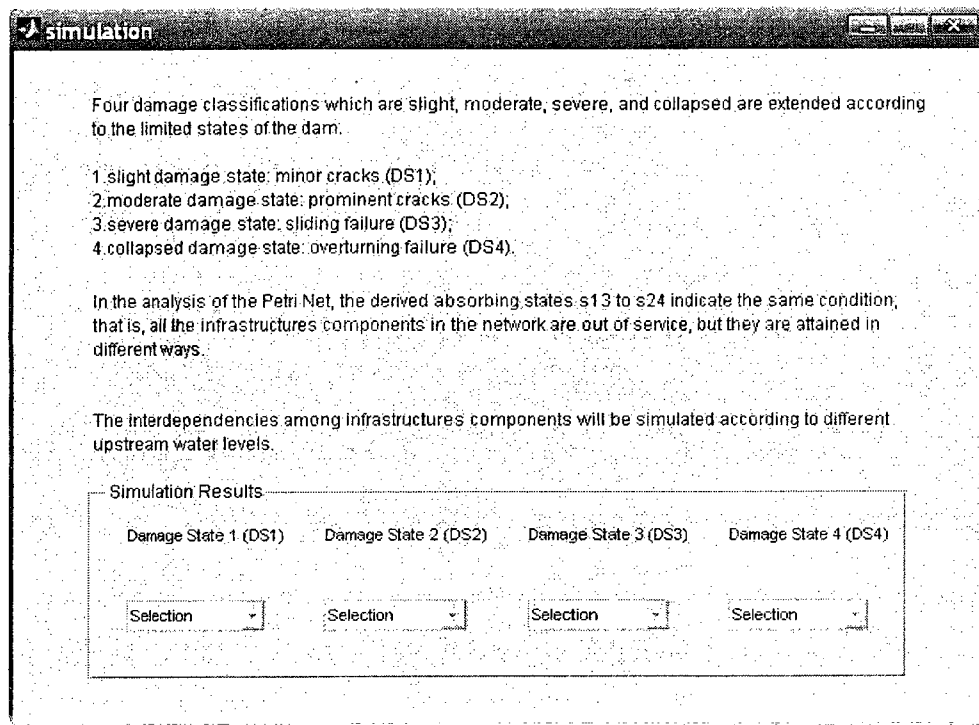 simulation
Four damage classifications which are slight, moderate, severe, and collapsed are extended according
to the limited states of the dam.
1.slight damage state: minor cracks (DS1);
2.moderate damage state: prominent cracks (DS2);
3.severe damage state: sliding failure (DS3);
4.collapsed damage state: overturning failure (DS4).
In the analysis of the Petri Net, the derived absorbing states s13 to s24 indicate the same condition,
that is, all the infrastructures components in the network are out of service, but they are attained in
different ways.
The interdependencies among infrastructures components will be simulated according to different
upstream water levels.
Simulation Results
Damage State 1 (DS1) Damage State 2 (DS2) Damage State 3 (DS3) Damage State 4 (DS4)
Selection Selection Selection Selection